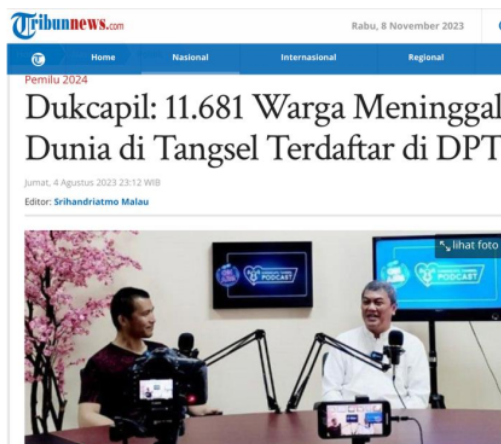 Tribunnews.com
Rabu, 8 November 2023
Home Nasional Internasional Regional
Pemilu 2024
Dukcapil: 11.681 Warga Meninggal
Dunia di Tangsel Terdaftar di DPT
Jumat, 4 Agustus 2023 23:12 WIB
Editor: Srihandriatmo Malau
lihat foto
PODCAST
PODCAST